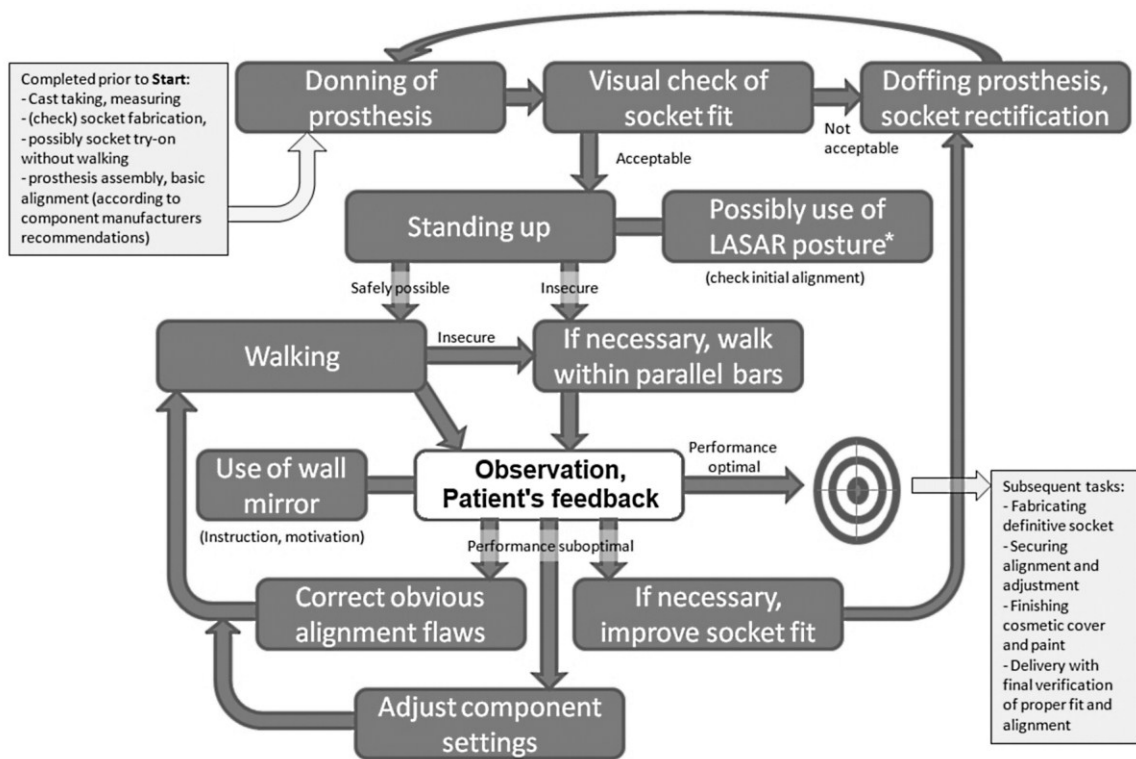 Completed prior to Start:
- Cast taking, measuring
- (check) socket fabrication,
- possibly socket try-on
without walking
- prosthesis assembly, basic
alignment (according to
component manufacturers
recommendations)
Donning of
prosthesis
Visual check of
socket fit
Doffing prosthesis,
socket rectification
Not
acceptable
Acceptable
Standing up
Possibly use of
LASAR posture*
(check initial alignment)
Safely possible
Insecure
Walking
Insecure
If necessary, walk
within parallel bars
Use of wall
mirror
(Instruction, motivation)
Observation,
Patient's feedback
Performance
optimal
Performance suboptimal
Correct obvious
alignment flaws
If necessary,
improve socket fit
Adjust component
settings
Subsequent tasks:
- Fabricating
definitive socket
- Securing
alignment and
adjustment
- Finishing
cosmetic cover
and paint
- Delivery with
final verification
of proper fit and
alignment